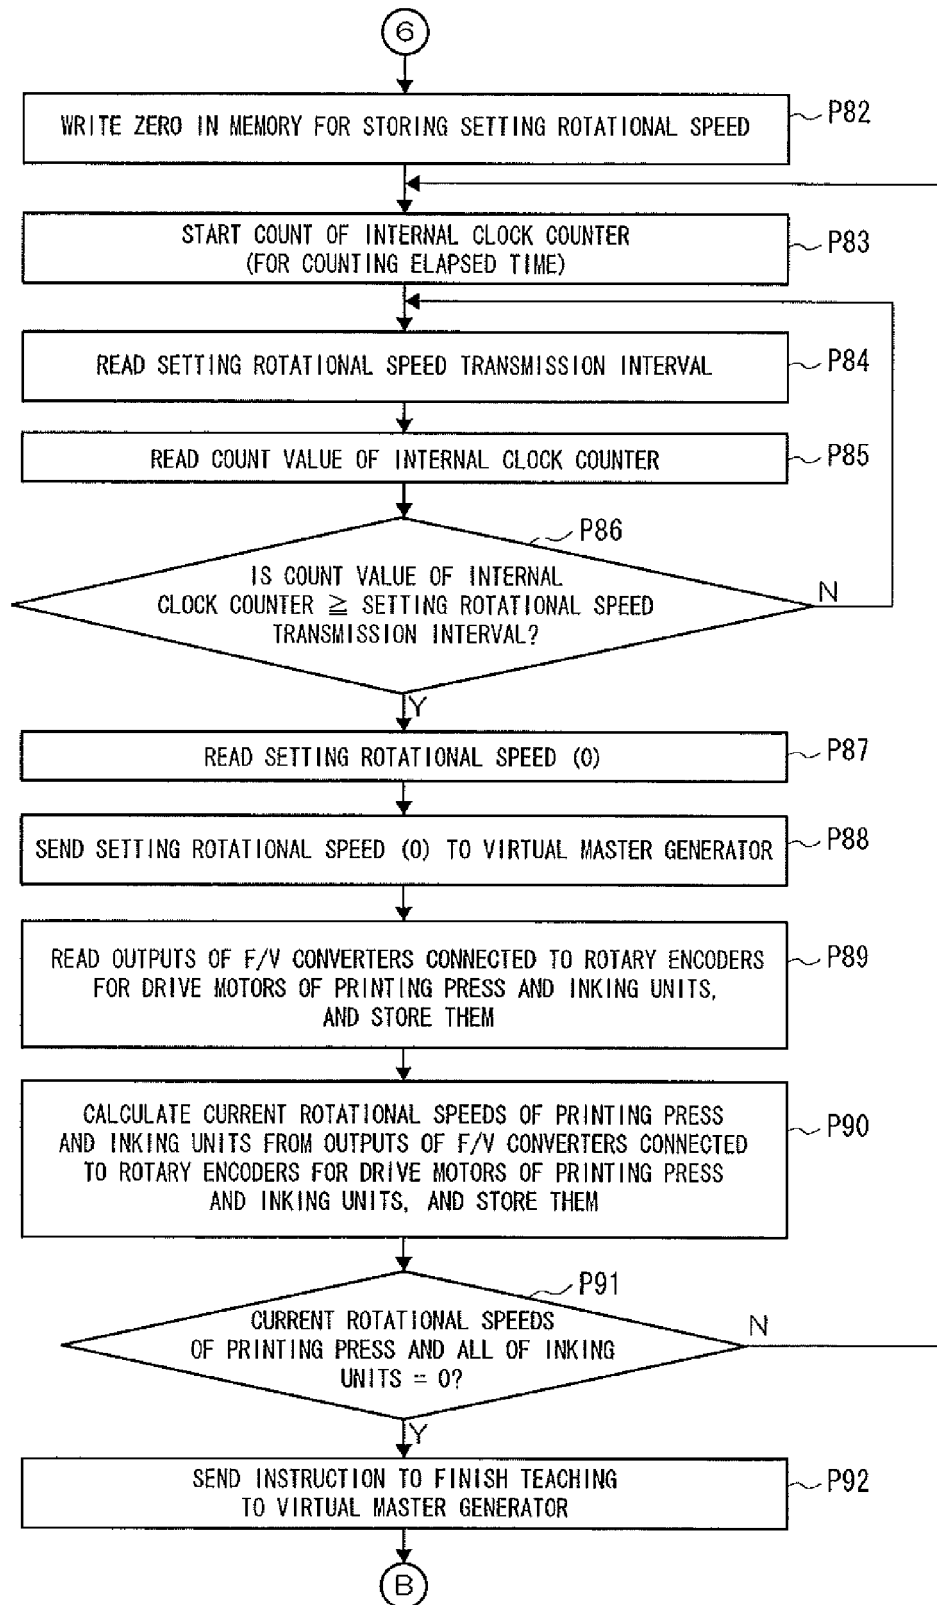 6
WRITE ZERO IN MEMORY FOR STORING SETTING ROTATIONAL SPEED
P82
START COUNT OF INTERNAL CLOCK COUNTER
(FOR COUNTING ELAPSED TIME)
P83
READ SETTING ROTATIONAL SPEED TRANSMISSION INTERVAL
P84
READ COUNT VALUE OF INTERNAL CLOCK COUNTER
P85
P86
IS COUNT VALUE OF INTERNAL
CLOCK COUNTER ≧ SETTING ROTATIONAL SPEED
TRANSMISSION INTERVAL?
N
Y
READ SETTING ROTATIONAL SPEED (0)
P87
SEND SETTING ROTATIONAL SPEED (0) TO VIRTUAL MASTER GENERATOR
P88
READ OUTPUTS OF F/V CONVERTERS CONNECTED TO ROTARY ENCODERS
FOR DRIVE MOTORS OF PRINTING PRESS AND INKING UNITS,
AND STORE THEM
P89
CALCULATE CURRENT ROTATIONAL SPEEDS OF PRINTING PRESS
AND INKING UNITS FROM OUTPUTS OF F/V CONVERTERS CONNECTED
TO ROTARY ENCODERS FOR DRIVE MOTORS OF PRINTING PRESS
AND INKING UNITS, AND STORE THEM
P90
P91
CURRENT ROTATIONAL SPEEDS
OF PRINTING PRESS AND ALL OF INKING
UNITS = 0?
N
Y
SEND INSTRUCTION TO FINISH TEACHING
TO VIRTUAL MASTER GENERATOR
P92
B